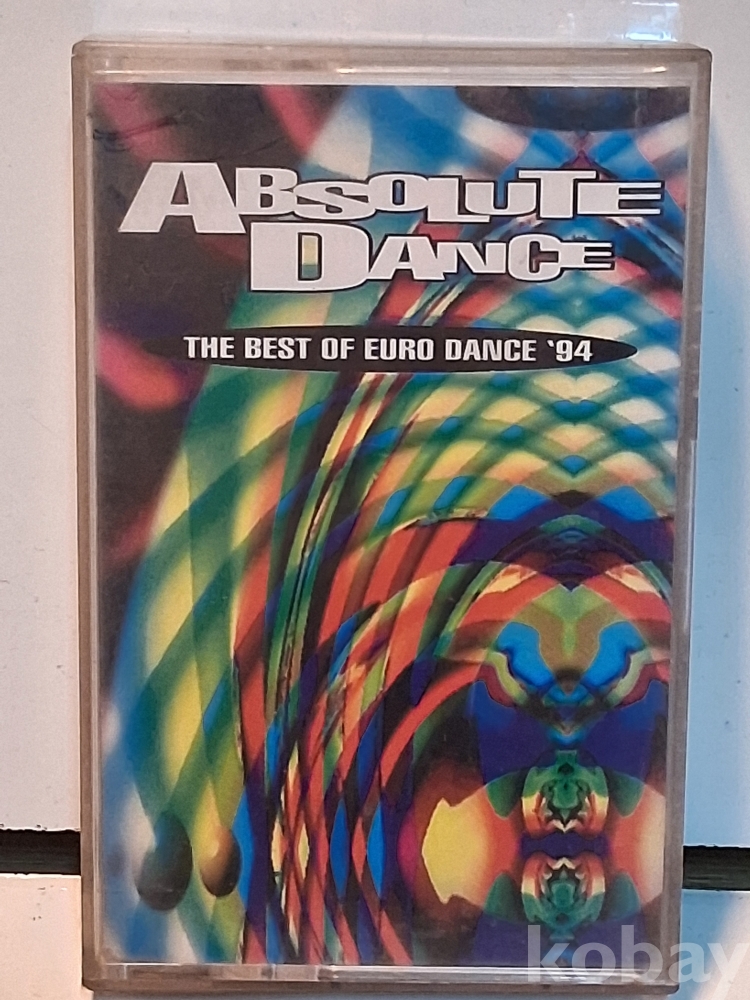 ABSOLUTE
DANCE
THE BEST OF EURO DANCE '94
kobay